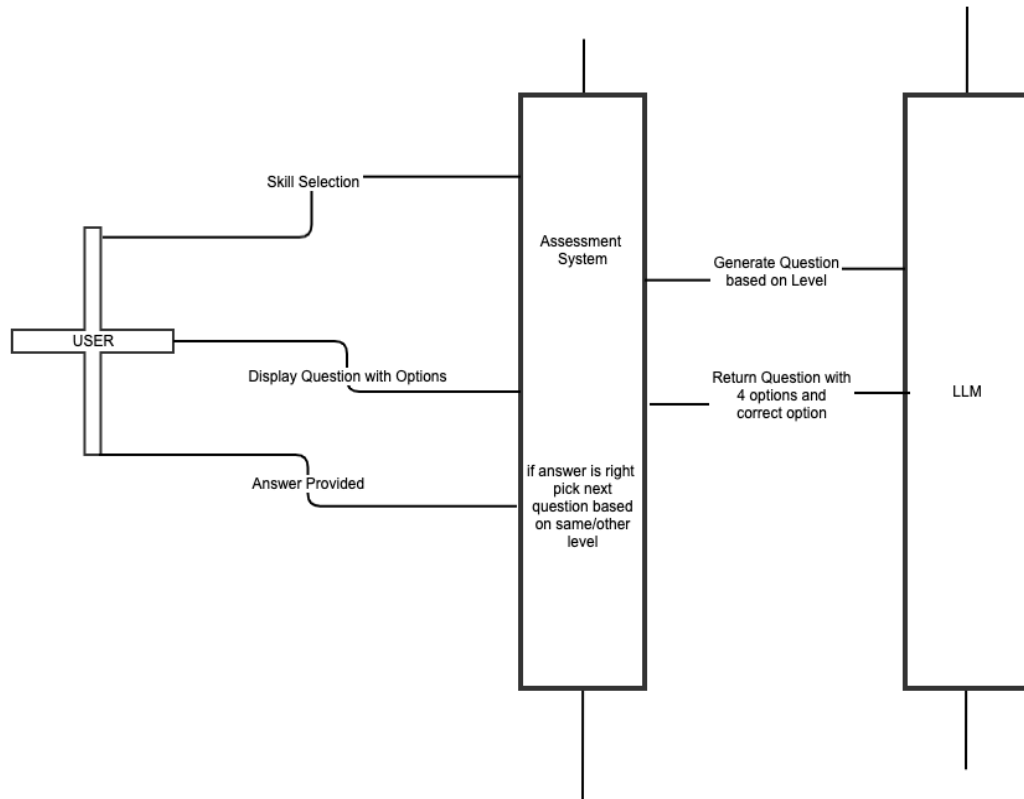 Skill Selection
Assessment
System
Generate Question
based on Level
USER
Display Question with Options
Return Question with
4 options and
correct option
LLM
Answer Provided
if answer is right
pick next
question based
on same/other
level